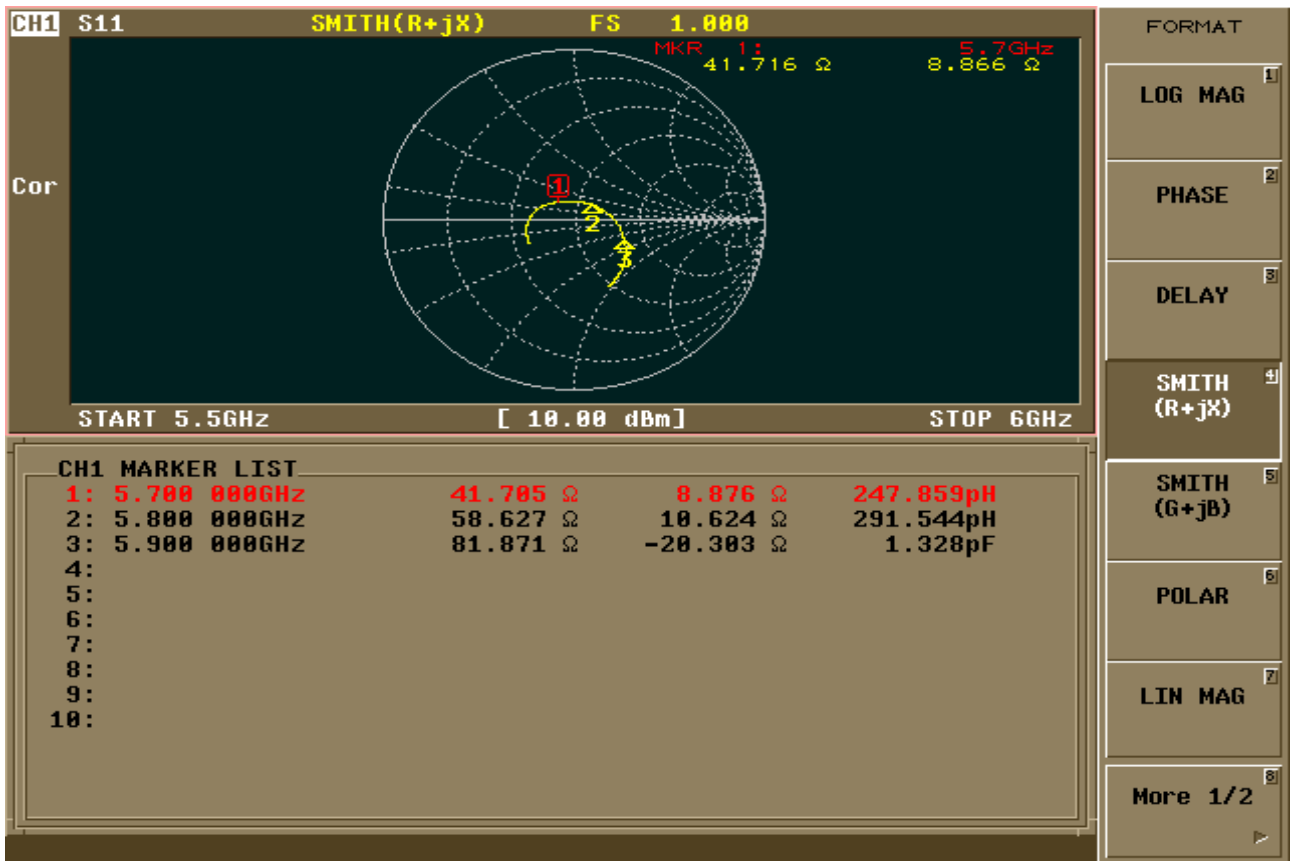 CH1 S11 SMITH(R+jX) FS 1.000
MKR 1: 5.7GHz
41.716 Ω 8.866 Ω
Cor
1
2
3
START 5.5GHz [ 10.00 dBm] STOP 6GHz
CH1 MARKER LIST
1: 5.700 000GHz 41.705 Ω 8.876 Ω 247.859pH
2: 5.800 000GHz 58.627 Ω 10.624 Ω 291.544pH
3: 5.900 000GHz 81.871 Ω -20.303 Ω 1.328pF
4:
5:
6:
7:
8:
9:
10:
FORMAT
1
LOG MAG
2
PHASE
3
DELAY
4
SMITH
(R+jX)
5
SMITH
(G+jB)
6
POLAR
7
LIN MAG
8
More 1/2